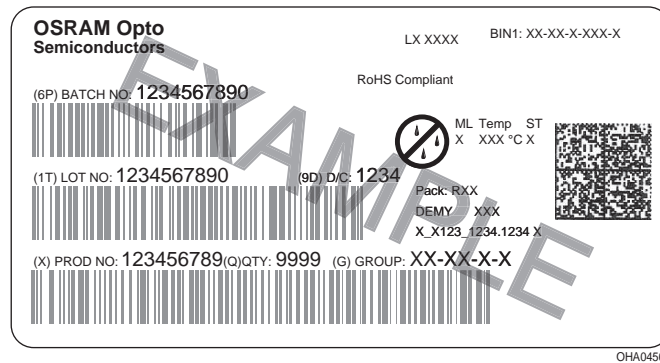 OSRAM Opto
Semiconductors
LX XXXX
BIN1: XX-XX-X-XXX-X
RoHS Compliant
(6P) BATCH NO: 1234567890
ML Temp ST
X XXX °C X
(1T) LOT NO: 1234567890 (9D) D/C: 1234
Pack: RXX
DEMY XXX
X_X123_1234.1234 X
(X) PROD NO: 123456789(Q)QTY: 9999 (G) GROUP: XX-XX-X-X
EXAMPLE